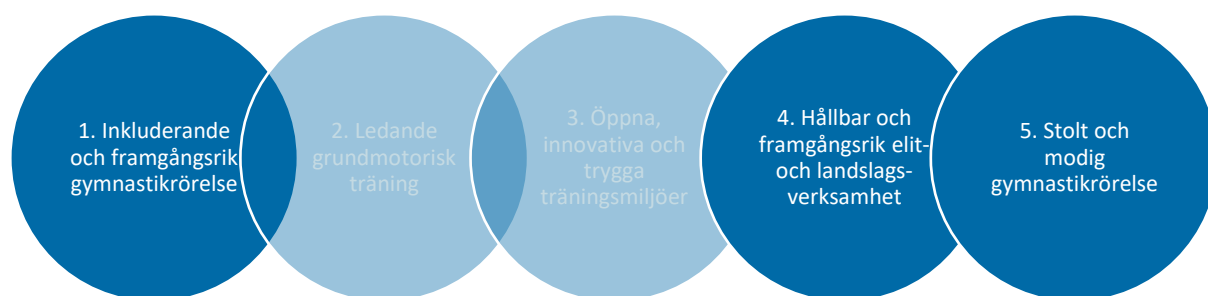 1. Inkluderande
och framgångsrik
gymnastikrörelse
2. Ledande
grundmotorisk
träning
3. Öppna,
innovativa och
trygga
träningsmiljöer
4. Hållbar och
framgångsrik elit-
och landslags-
verksamhet
5. Stolt och
modig
gymnastikrörelse